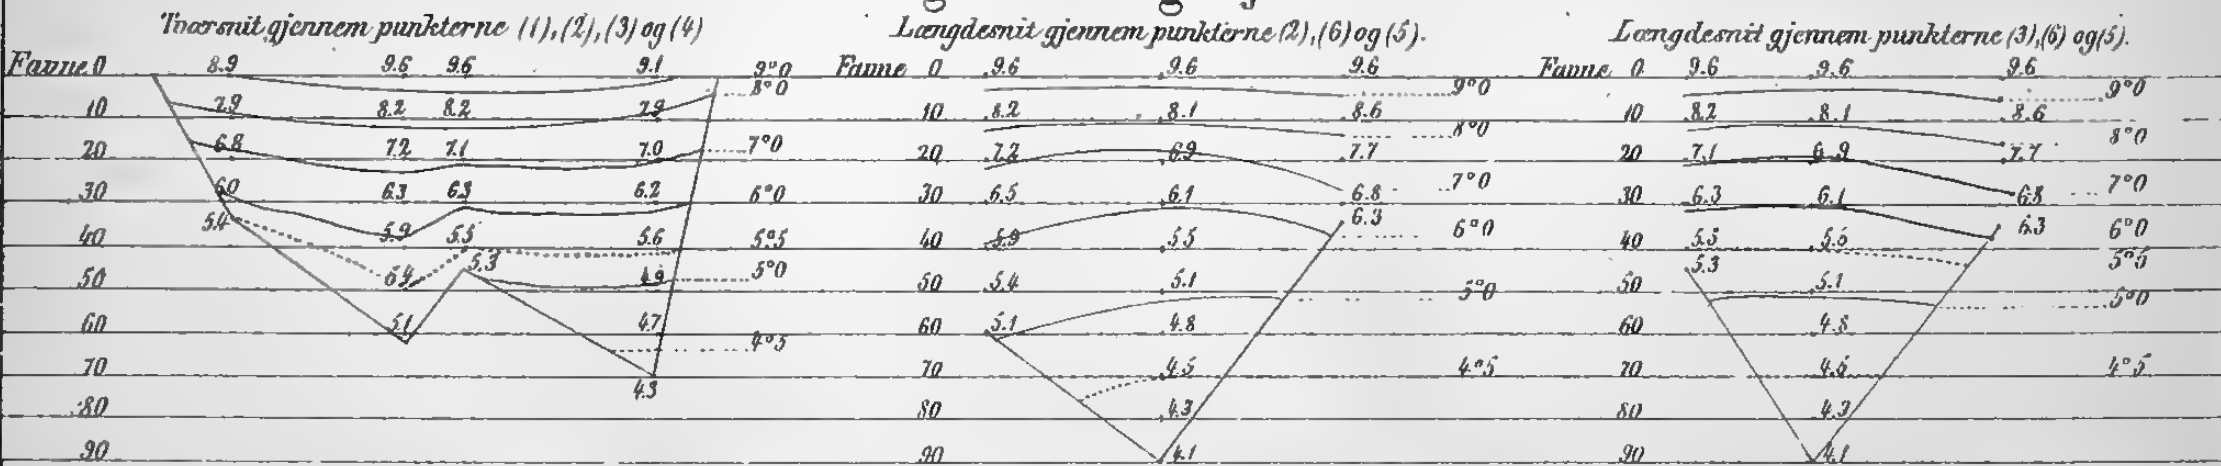 Tværsnit gjennem punkterne (1), (2), (3) og (4)
Længdesnit gjennem punkterne (2), (6) og (5).
Længdesnit gjennem punkterne (3), (6) og (5).
Favne 0 8.9 9.6 9.6 9.1 9°0
8°0
10 7.9 8.2 8.2 7.9
20 6.8 7.2 7.1 7.0 7°0
30 6.0 6.3 6.3 6.2 6°0
5.4
40 5.9 5.5 5.6 5°5
5.3
50 4.9 5°0
60 5.1 4.7 4°5
70
4.3
80
90
Favne 0 9.6 9.6 9.6
9°0
10 8.2 8.1 8.6
8°0
20 7.2 6.9 7.7
7°0
30 6.5 6.1 6.8
6.3
6°0
40 5.9 5.5
50 5.4 5.1
5°0
60 5.1 4.8
70 4.5 4°5
80 4.3
90 4.1
Favne 0 9.6 9.6 9.6
9°0
10 8.2 8.1 8.6
8°0
20 7.1 6.9 7.7
7°0
30 6.3 6.1 6.8
6.3 6°0
40 5.5 5.5
5.3 5°5
50 5.1
5°0
60 4.8
70 4.5 4°5
80 4.3
90 4.1